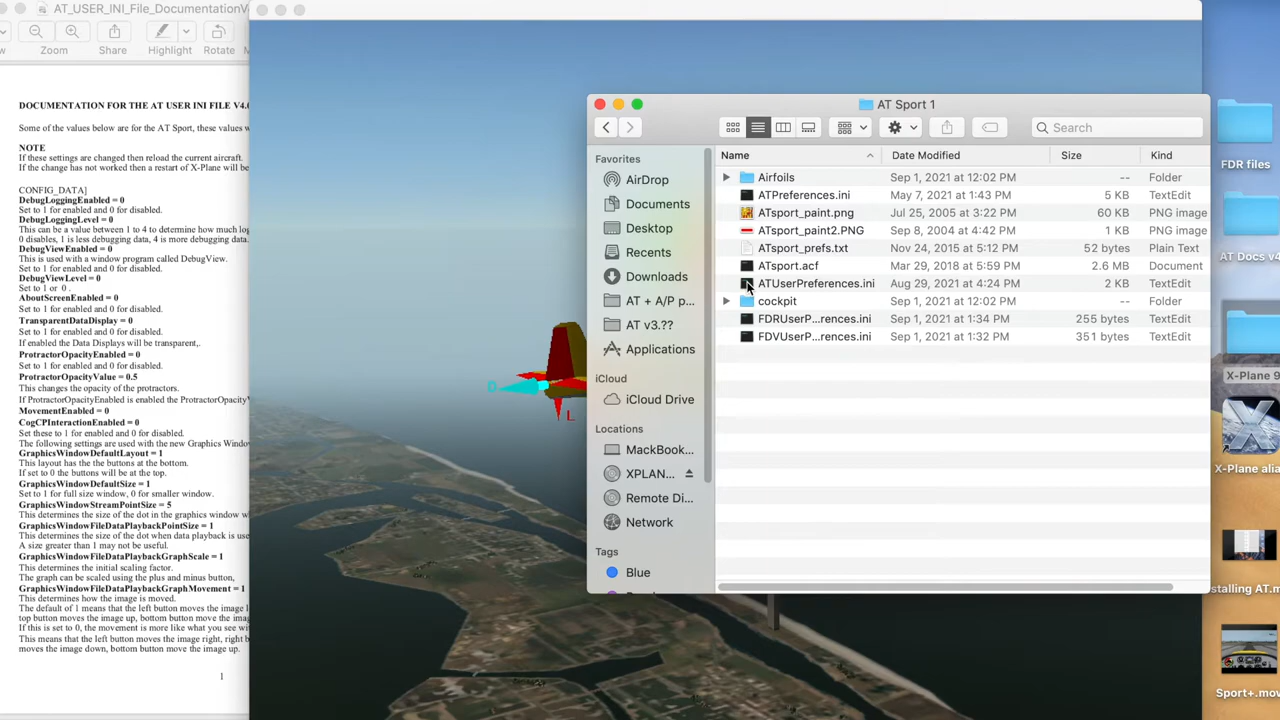 AT_USER_INI_File_DocumentationV
Zoom
Share
Highlight
Rotate
DOCUMENTATION FOR THE AT USER INI FILE V4.0
Some of the values below are for the AT Sport, these values w
NOTE
If these settings are changed then reload the current aircraft.
If the change has not worked then a restart of X-Plane will be
CONFIG_DATA]
DebugLoggingEnabled = 0
Set to 1 for enabled and 0 for disabled.
DebugLoggingLevel = 0
This can be a value between 1 to 4 to determine how much log
0 disables, 1 is less debugging data, 4 is more debugging data.
DebugViewEnabled = 0
This is used with a window program called DebugView.
Set to 1 for enabled and 0 for disabled.
DebugViewLevel = 0
Set to 1 or 0 .
AboutScreenEnabled = 0
Set to 1 for enabled and 0 for disabled.
TransparentDataDisplay = 0
Set to 1 for enabled and 0 for disabled.
If enabled the Data Displays will be transparent,.
ProtractorOpacityEnabled = 0
Set to 1 for enabled and 0 for disabled.
ProtractorOpacityValue = 0.5
This changes the opacity of the protractors.
If ProtractorOpacityEnabled is enabled the ProtractorOpacityV
MovementEnabled = 0
CogCPInteractionEnabled = 0
Set these to 1 for enabled and 0 for disabled.
The following settings are used with the new Graphics Window
GraphicsWindowDefaultLayout = 1
This layout has the the buttons at the bottom.
If set to 0 the buttons will be at the top.
GraphicsWindowDefaultSize = 1
Set to 1 for full size window, 0 for smaller window.
GraphicsWindowStreamPointSize = 5
This determines the size of the dot in the graphics window w
GraphicsWindowFileDataPlaybackPointSize = 1
This determines the size of the dot when data playback is use
A size greater than 1 may not be useful.
GraphicsWindowFileDataPlaybackGraphScale = 1
This determines the initial scaling factor.
The graph can be scaled using the plus and minus button,
GraphicsWindowFileDataPlaybackGraphMovement = 1
This determines how the image is moved.
The default of 1 means that the left button moves the image l
top button moves the image up, bottom button move the imag
If this is set to 0, the movement is more like what you see wi
This means that the left button moves the image right, right b
moves the image down, bottom button move the image up.
1
D
L
AT Sport 1
Search
Favorites
AirDrop
Documents
Desktop
Recents
Downloads
AT + A/P p...
AT v3.??
Applications
iCloud
iCloud Drive
Locations
MackBook...
XPLAN...
Remote Di...
Network
Tags
Blue
Name Date Modified Size Kind
Airfoils Sep 1, 2021 at 12:02 PM -- Folder
ATPreferences.ini May 7, 2021 at 1:43 PM 5 KB TextEdit
ATsport_paint.png Jul 25, 2005 at 3:22 PM 60 KB PNG image
ATsport_paint2.PNG Sep 8, 2004 at 4:42 PM 1 KB PNG image
ATsport_prefs.txt Nov 24, 2015 at 5:12 PM 52 bytes Plain Text
ATsport.acf Mar 29, 2018 at 5:59 PM 2.6 MB Document
ATUserPreferences.ini Aug 29, 2021 at 4:24 PM 2 KB TextEdit
cockpit Sep 1, 2021 at 12:02 PM -- Folder
FDRUserP...rences.ini Sep 1, 2021 at 1:34 PM 255 bytes TextEdit
FDVUserP...rences.ini Sep 1, 2021 at 1:32 PM 351 bytes TextEdit
FDR files
AT Docs v4
X-Plane 9
X-Plane alia
stalling AT.m
Sport+.mov